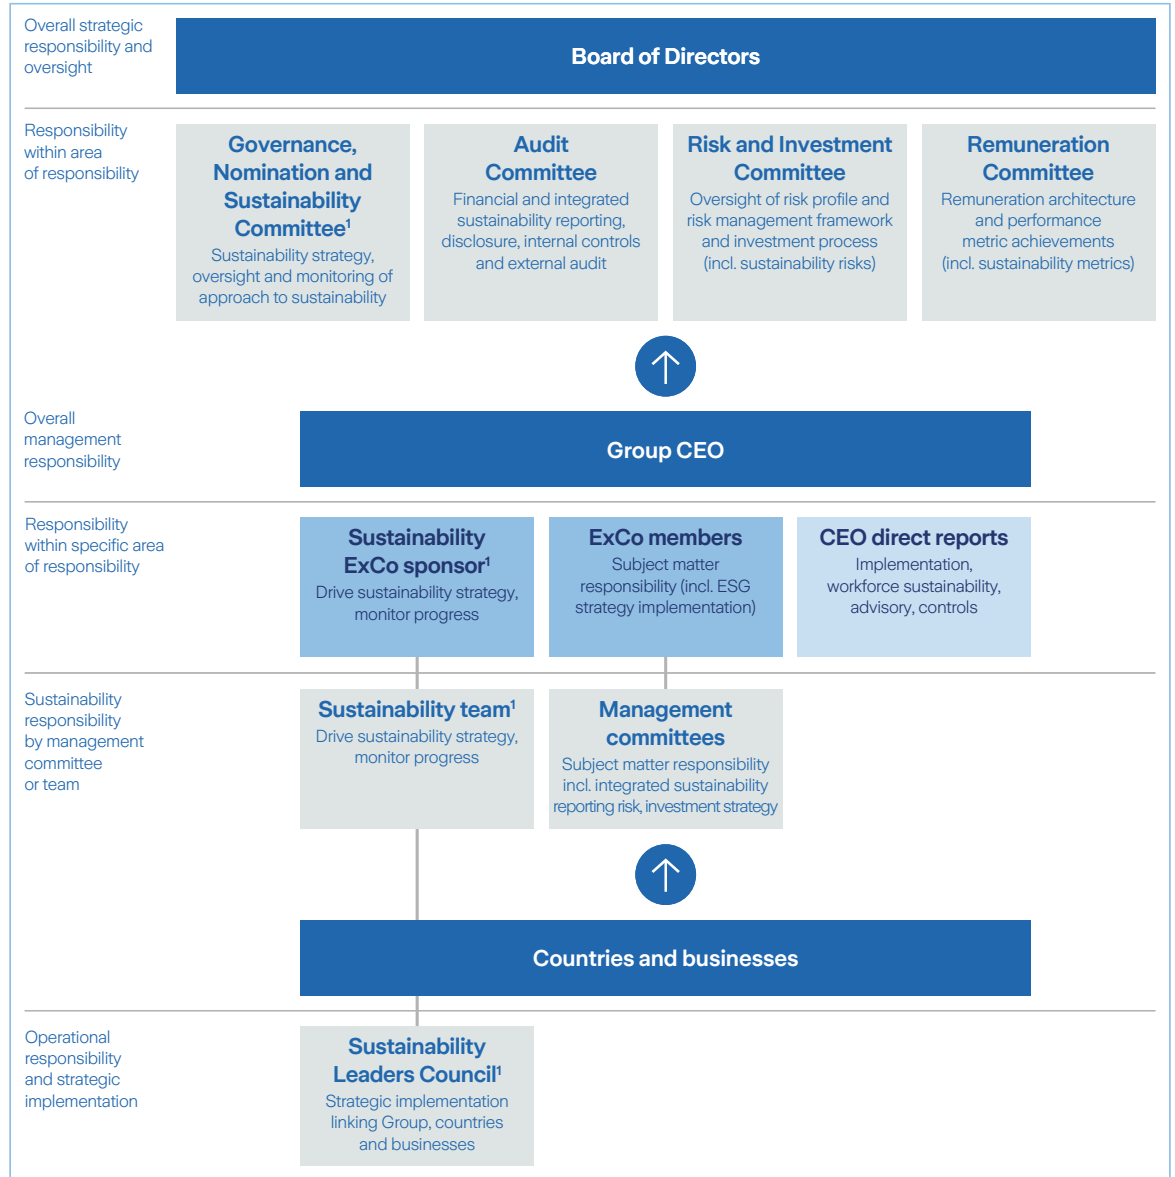 Overall strategic
responsibility and
oversight
Board of Directors
Responsibility
within area
of responsibility
Governance,
Nomination and
Sustainability
Committee¹
Sustainability strategy,
oversight and monitoring of
approach to sustainability
Audit
Committee
Financial and integrated
sustainability reporting,
disclosure, internal controls
and external audit
Risk and Investment
Committee
Oversight of risk profile and
risk management framework
and investment process
(incl. sustainability risks)
Remuneration
Committee
Remuneration architecture
and performance
metric achievements
(incl. sustainability metrics)
Overall
management
responsibility
Group CEO
Responsibility
within specific area
of responsibility
Sustainability
ExCo sponsor¹
Drive sustainability strategy,
monitor progress
ExCo members
Subject matter
responsibility (incl. ESG
strategy implementation)
CEO direct reports
Implementation,
workforce sustainability,
advisory, controls
Sustainability
responsibility
by management
committee
or team
Sustainability team¹
Drive sustainability strategy,
monitor progress
Management
committees
Subject matter responsibility
incl. integrated sustainability
reporting risk, investment strategy
Countries and businesses
Operational
responsibility
and strategic
implementation
Sustainability
Leaders Council¹
Strategic implementation
linking Group, countries
and businesses